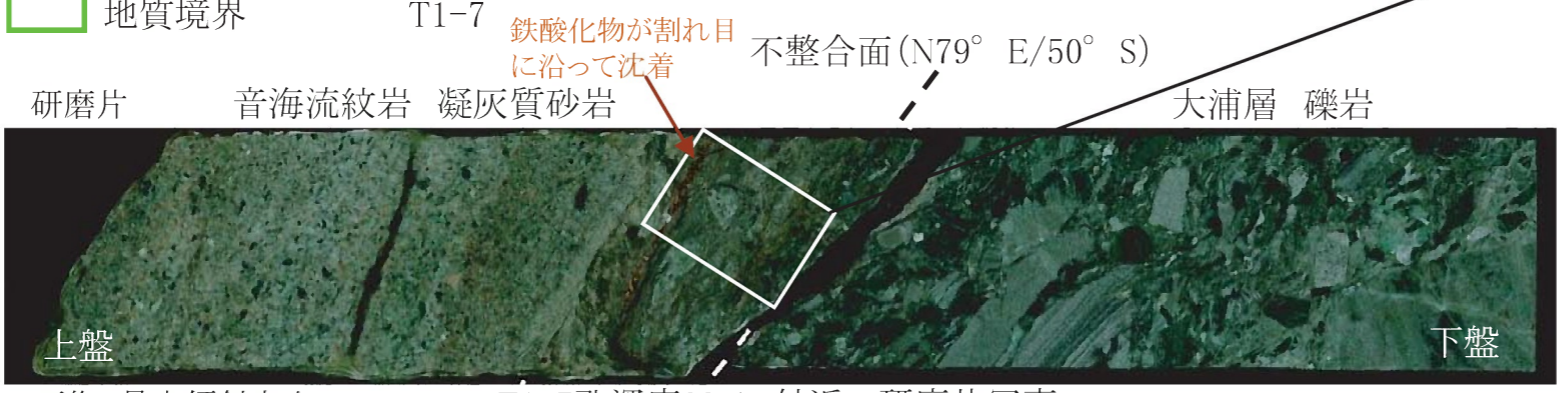 地質境界
T1-7
鉄酸化物が割れ目
に沿って沈着
不整合面(N79° E/50° S)
研磨片
音海流紋岩 凝灰質砂岩
大浦層 礫岩
上盤
下盤